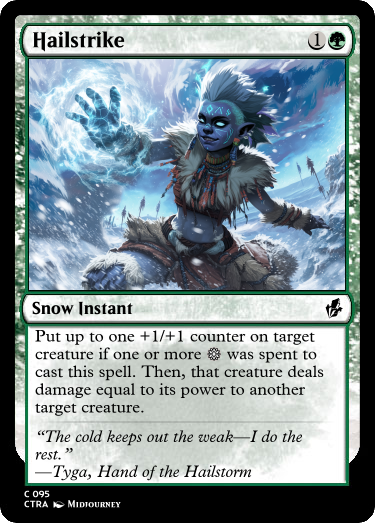 Hailstrike 1
Snow Instant
Put up to one +1/+1 counter on target
creature if one or more was spent to
cast this spell. Then, that creature deals
damage equal to its power to another
target creature.
“The cold keeps out the weak—I do the
rest.”
—Tyga, Hand of the Hailstorm
C 095
CTRA Midjourney